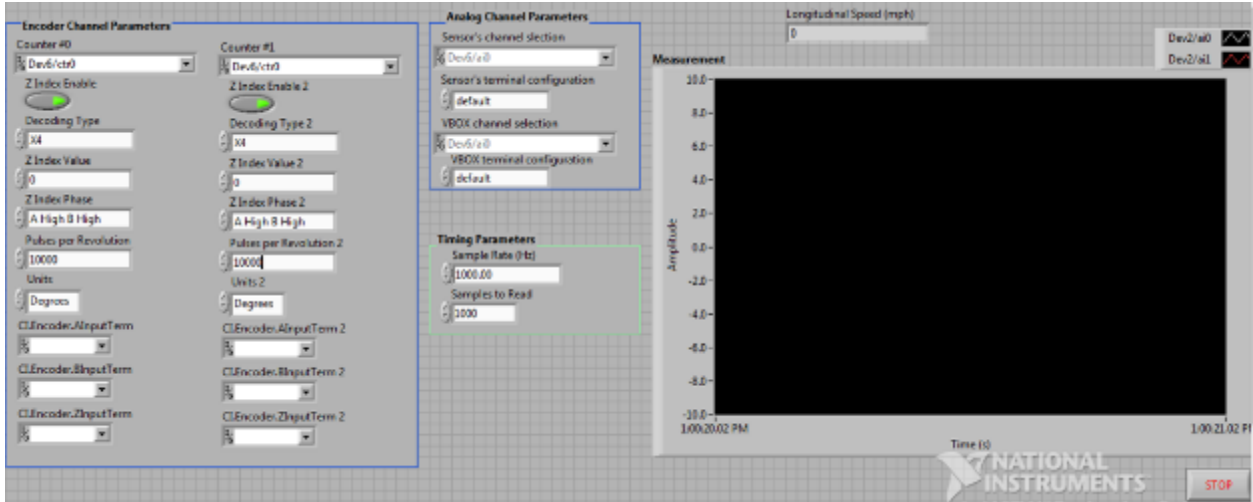 Encoder Channel Parameters
Counter #0
Dev6/ctr0
Z Index Enable
Decoding Type
X4
Z Index Value
0
Z Index Phase
A High B High
Pulses per Revolution
10000
Units
Degrees
CI.Encoder.AInputTerm
CI.Encoder.BInputTerm
CI.Encoder.ZInputTerm
Counter #1
Dev6/ctr0
Z Index Enable 2
Decoding Type 2
X4
Z Index Value 2
0
Z Index Phase 2
A High B High
Pulses per Revolution 2
10000
Units 2
Degrees
CI.Encoder.AInputTerm 2
CI.Encoder.BInputTerm 2
CI.Encoder.ZInputTerm 2
Analog Channel Parameters
Sensor's channel slection
Dev6/ai0
Sensor's terminal configuration
default
VBOX channel selection
Dev6/ai0
VBOX terminal configuration
default
Timing Parameters
Sample Rate (Hz)
1000.00
Samples to Read
1000
Longitudinal Speed (mph)
0
Dev2/ai0
Dev2/ai1
Measurement
Amplitude
10.0
8.0
6.0
4.0
2.0
0.0
-2.0
-4.0
-6.0
-8.0
-10.0
1:00:20.02 PM
1:00:21.02 P
Time (s)
NATIONAL
INSTRUMENTS
STOP